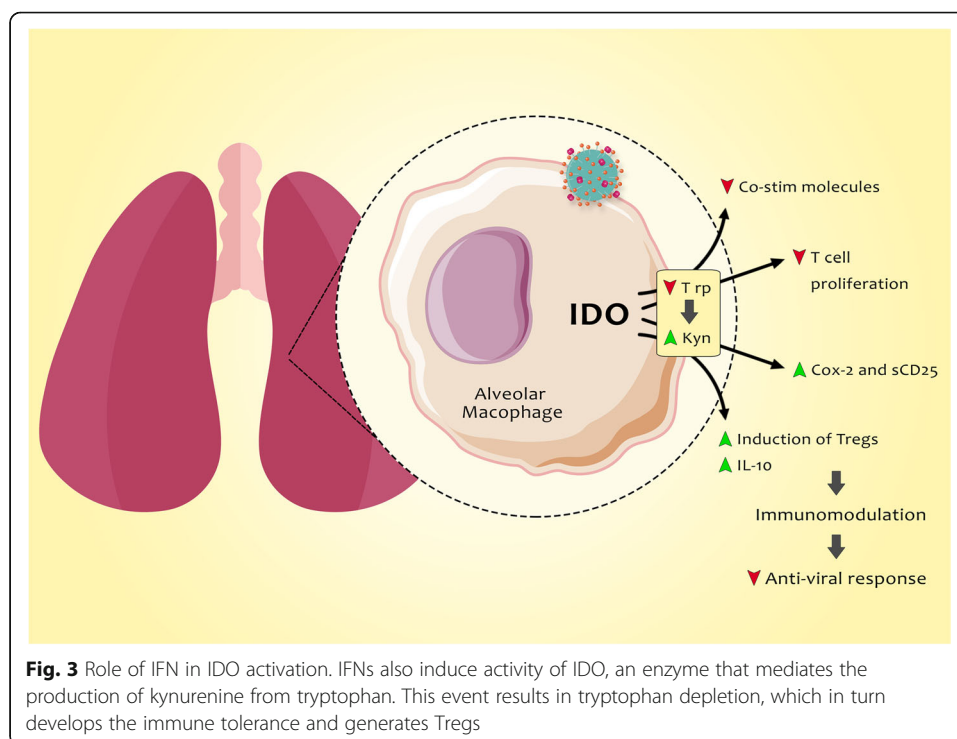 Co-stim molecules
T cell
proliferation
IDO
T rp
Kyn
Cox-2 and sCD25
Alveolar
Macophage
Induction of Tregs
IL-10
Immunomodulation
Anti-viral response
Fig. 3 Role of IFN in IDO activation. IFNs also induce activity of IDO, an enzyme that mediates the
production of kynurenine from tryptophan. This event results in tryptophan depletion, which in turn
develops the immune tolerance and generates Tregs